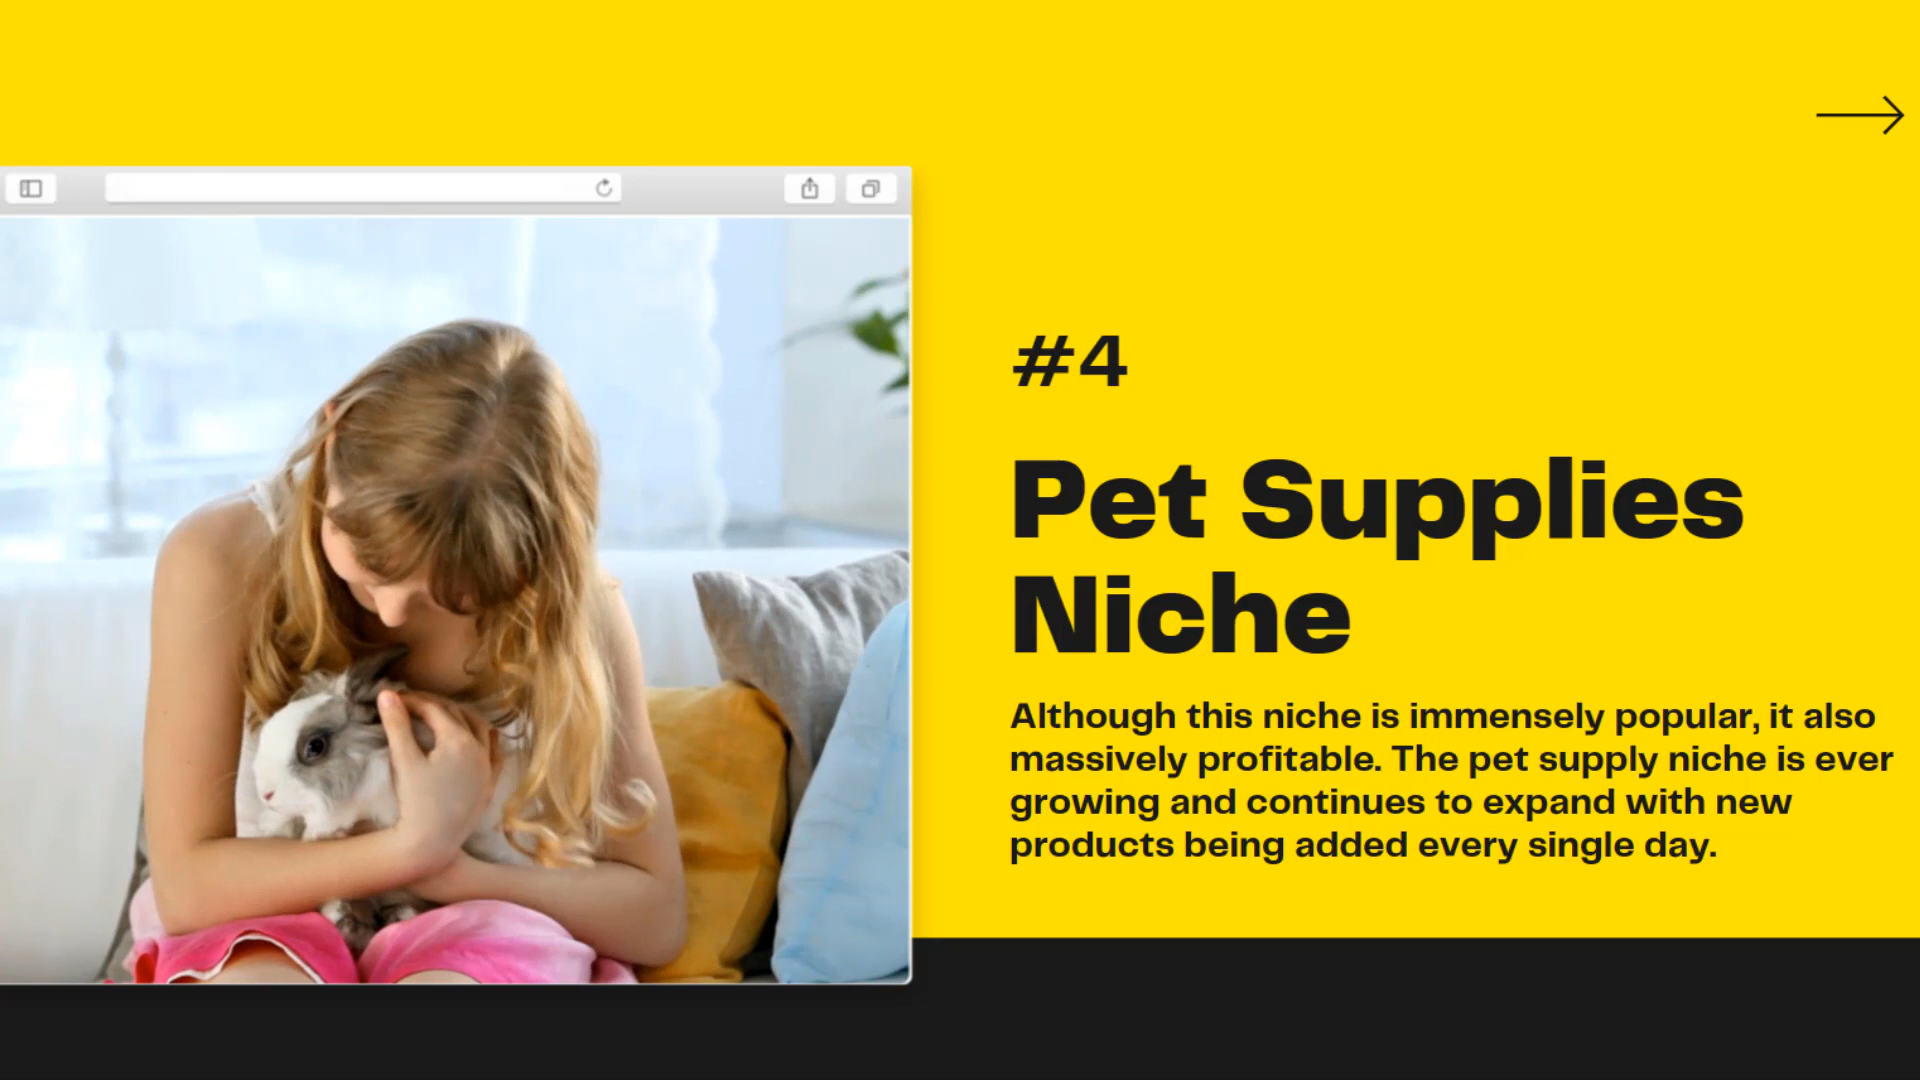 #4
Pet Supplies
Niche
Although this niche is immensely popular, it also
massively profitable. The pet supply niche is ever
growing and continues to expand with new
products being added every single day.